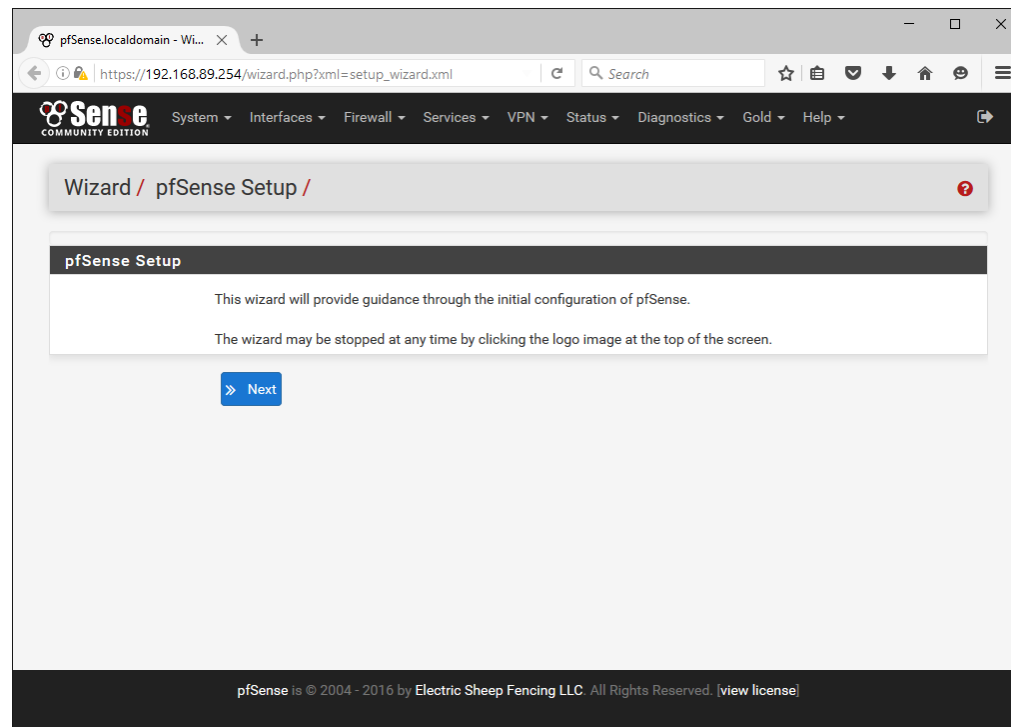 pfSense.localdomain - Wi...
https://192.168.89.254/wizard.php?xml=setup_wizard.xml
Search
Sense
COMMUNITY EDITION
System Interfaces Firewall Services VPN Status Diagnostics Gold Help
Wizard / pfSense Setup /
pfSense Setup
This wizard will provide guidance through the initial configuration of pfSense.
The wizard may be stopped at any time by clicking the logo image at the top of the screen.
Next
pfSense is © 2004 - 2016 by Electric Sheep Fencing LLC. All Rights Reserved. [view license]